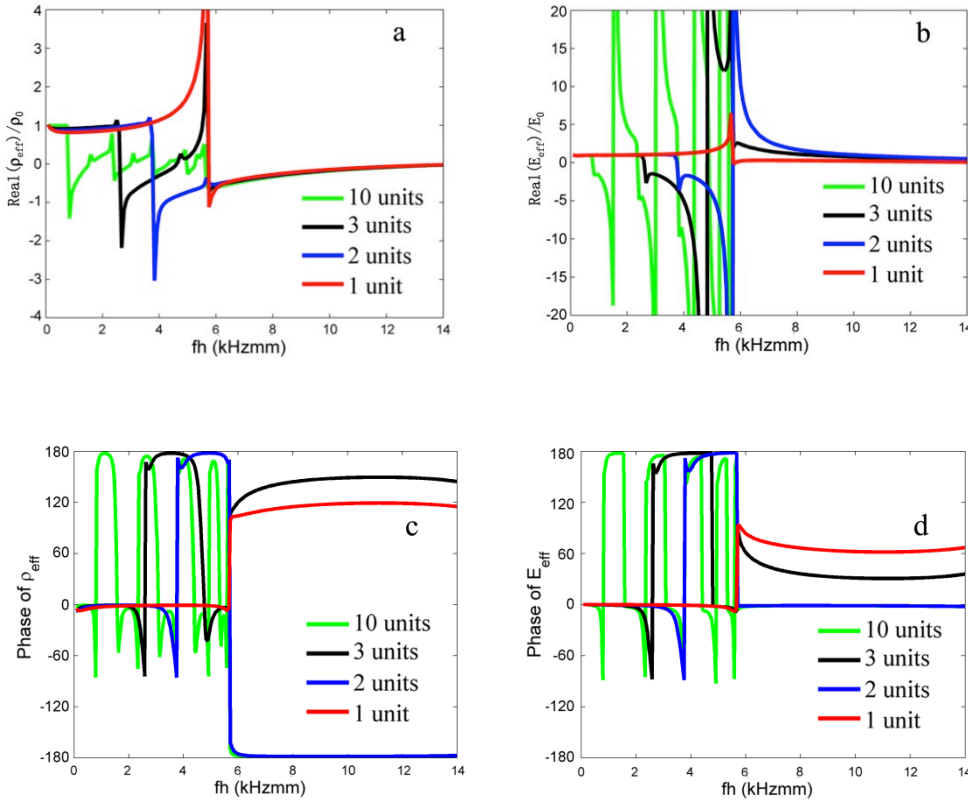 a
Real(ρeff)/ρ0
4
3
2
1
0
-1
-2
-3
-4
10 units
3 units
2 units
1 unit
0 2 4 6 8 10 12 14
fh (kHzmm)
b
Real(Eeff)/E0
20
15
10
5
0
-5
-10
-15
-20
10 units
3 units
2 units
1 unit
0 2 4 6 8 10 12 14
fh (kHzmm)
c
Phase of ρeff
180
120
60
0
-60
-120
-180
10 units
3 units
2 units
1 unit
0 2 4 6 8 10 12 14
fh (kHzmm)
d
Phase of Eeff
180
120
60
0
-60
-120
-180
10 units
3 units
2 units
1 unit
0 2 4 6 8 10 12 14
fh (kHzmm)